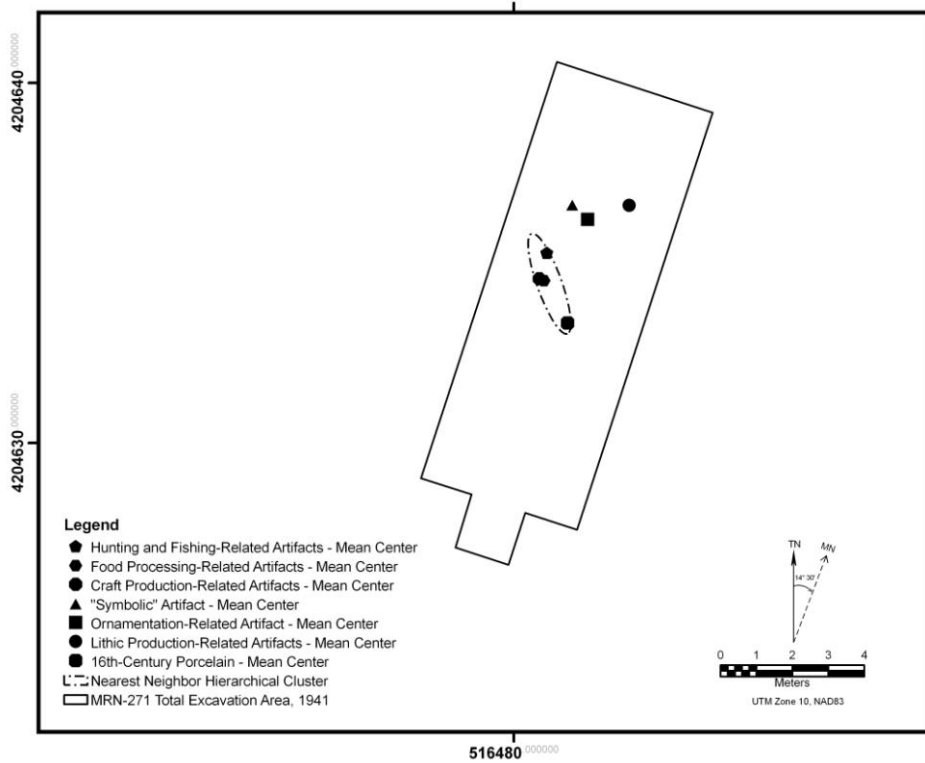 4204640.000000
4204630.000000
Legend
Hunting and Fishing-Related Artifacts - Mean Center
Food Processing-Related Artifacts - Mean Center
Craft Production-Related Artifacts - Mean Center
"Symbolic" Artifact - Mean Center
Ornamentation-Related Artifact - Mean Center
Lithic Production-Related Artifacts - Mean Center
16th-Century Porcelain - Mean Center
Nearest Neighbor Hierarchical Cluster
MRN-271 Total Excavation Area, 1941
TN
MN
14° 30'
0 1 2 3 4
Meters
UTM Zone 10, NAD83
516480.000000